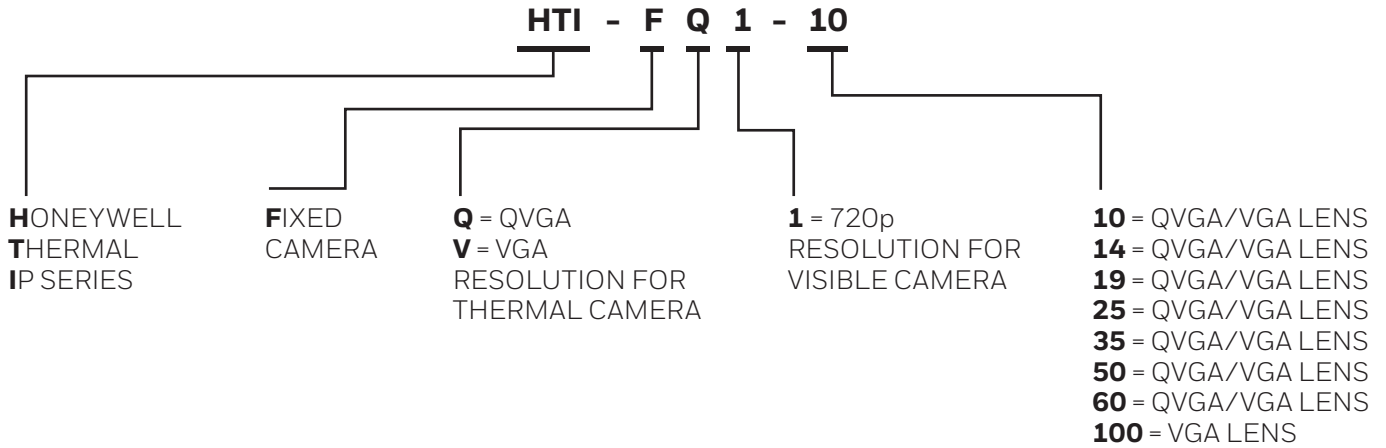 HTI - F Q 1 - 10
HONEYWELL
THERMAL
IP SERIES
FIXED
CAMERA
Q = QVGA
V = VGA
RESOLUTION FOR
THERMAL CAMERA
1 = 720p
RESOLUTION FOR
VISIBLE CAMERA
10 = QVGA/VGA LENS
14 = QVGA/VGA LENS
19 = QVGA/VGA LENS
25 = QVGA/VGA LENS
35 = QVGA/VGA LENS
50 = QVGA/VGA LENS
60 = QVGA/VGA LENS
100 = VGA LENS